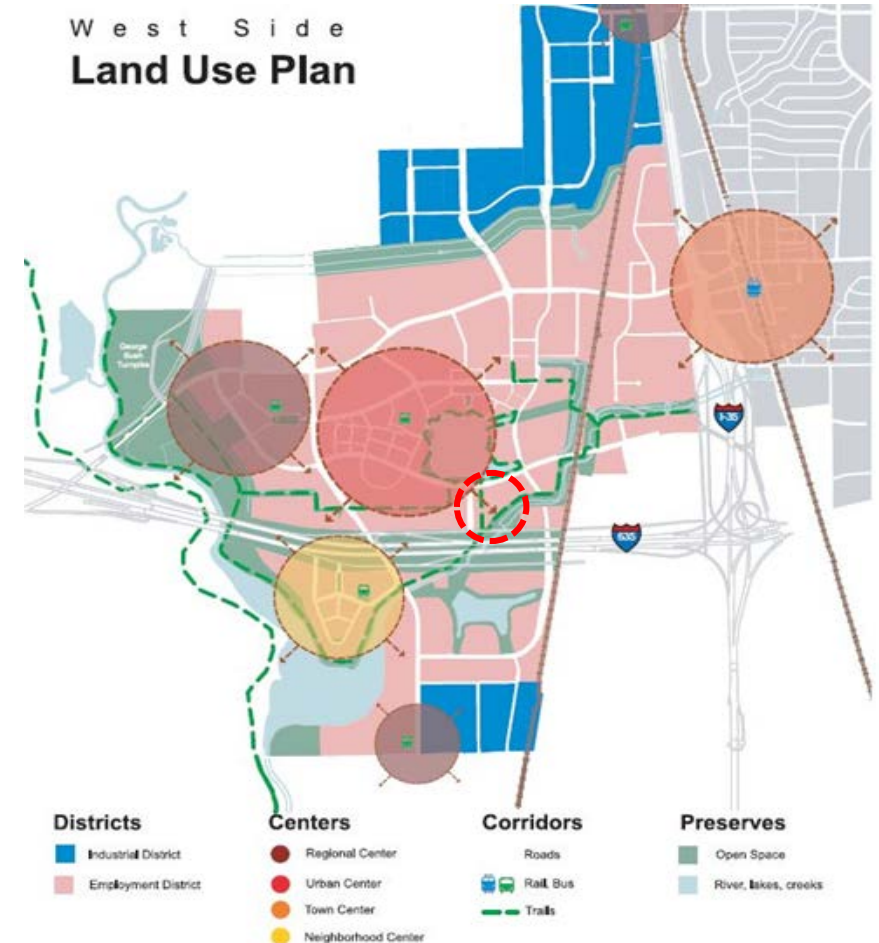 West Side
Land Use Plan
George
Bush
Turnpike
I-35
635
Districts
Industrial District
Employment District
Centers
Regional Center
Urban Center
Town Center
Neighborhood Center
Corridors
Roads
Rail, Bus
Trails
Preserves
Open Space
River, lakes, creeks